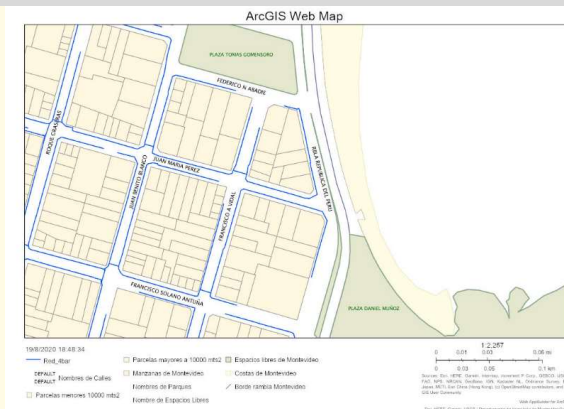 ArcGIS Web Map
PLAZA TOMAS GOMENSORO
FEDERICO N ABADIE
ROQUE GRASERAS
JUAN MARIA PEREZ
JUAN BENITO BLANCO
FRANCISCO A VIDAL
RBLA REPUBLICA DEL PERU
FRANCISCO SOLANO ANTUÑA
PLAZA DANIEL MUÑOZ
19/8/2020 18:48:34
Red_4bar
DEFAULT
DEFAULT
Nombres de Calles
Parcelas menores 10000 mts2
Parcelas mayores a 10000 mts2
Manzanas de Montevideo
Nombres de Parques
Nombre de Espacios Libres
Espacios libres de Montevideo
Costas de Montevideo
Borde rambla Montevideo
1:2.257
0 0.01 0.03 0.06 mi
0 0.03 0.05 0.1 km